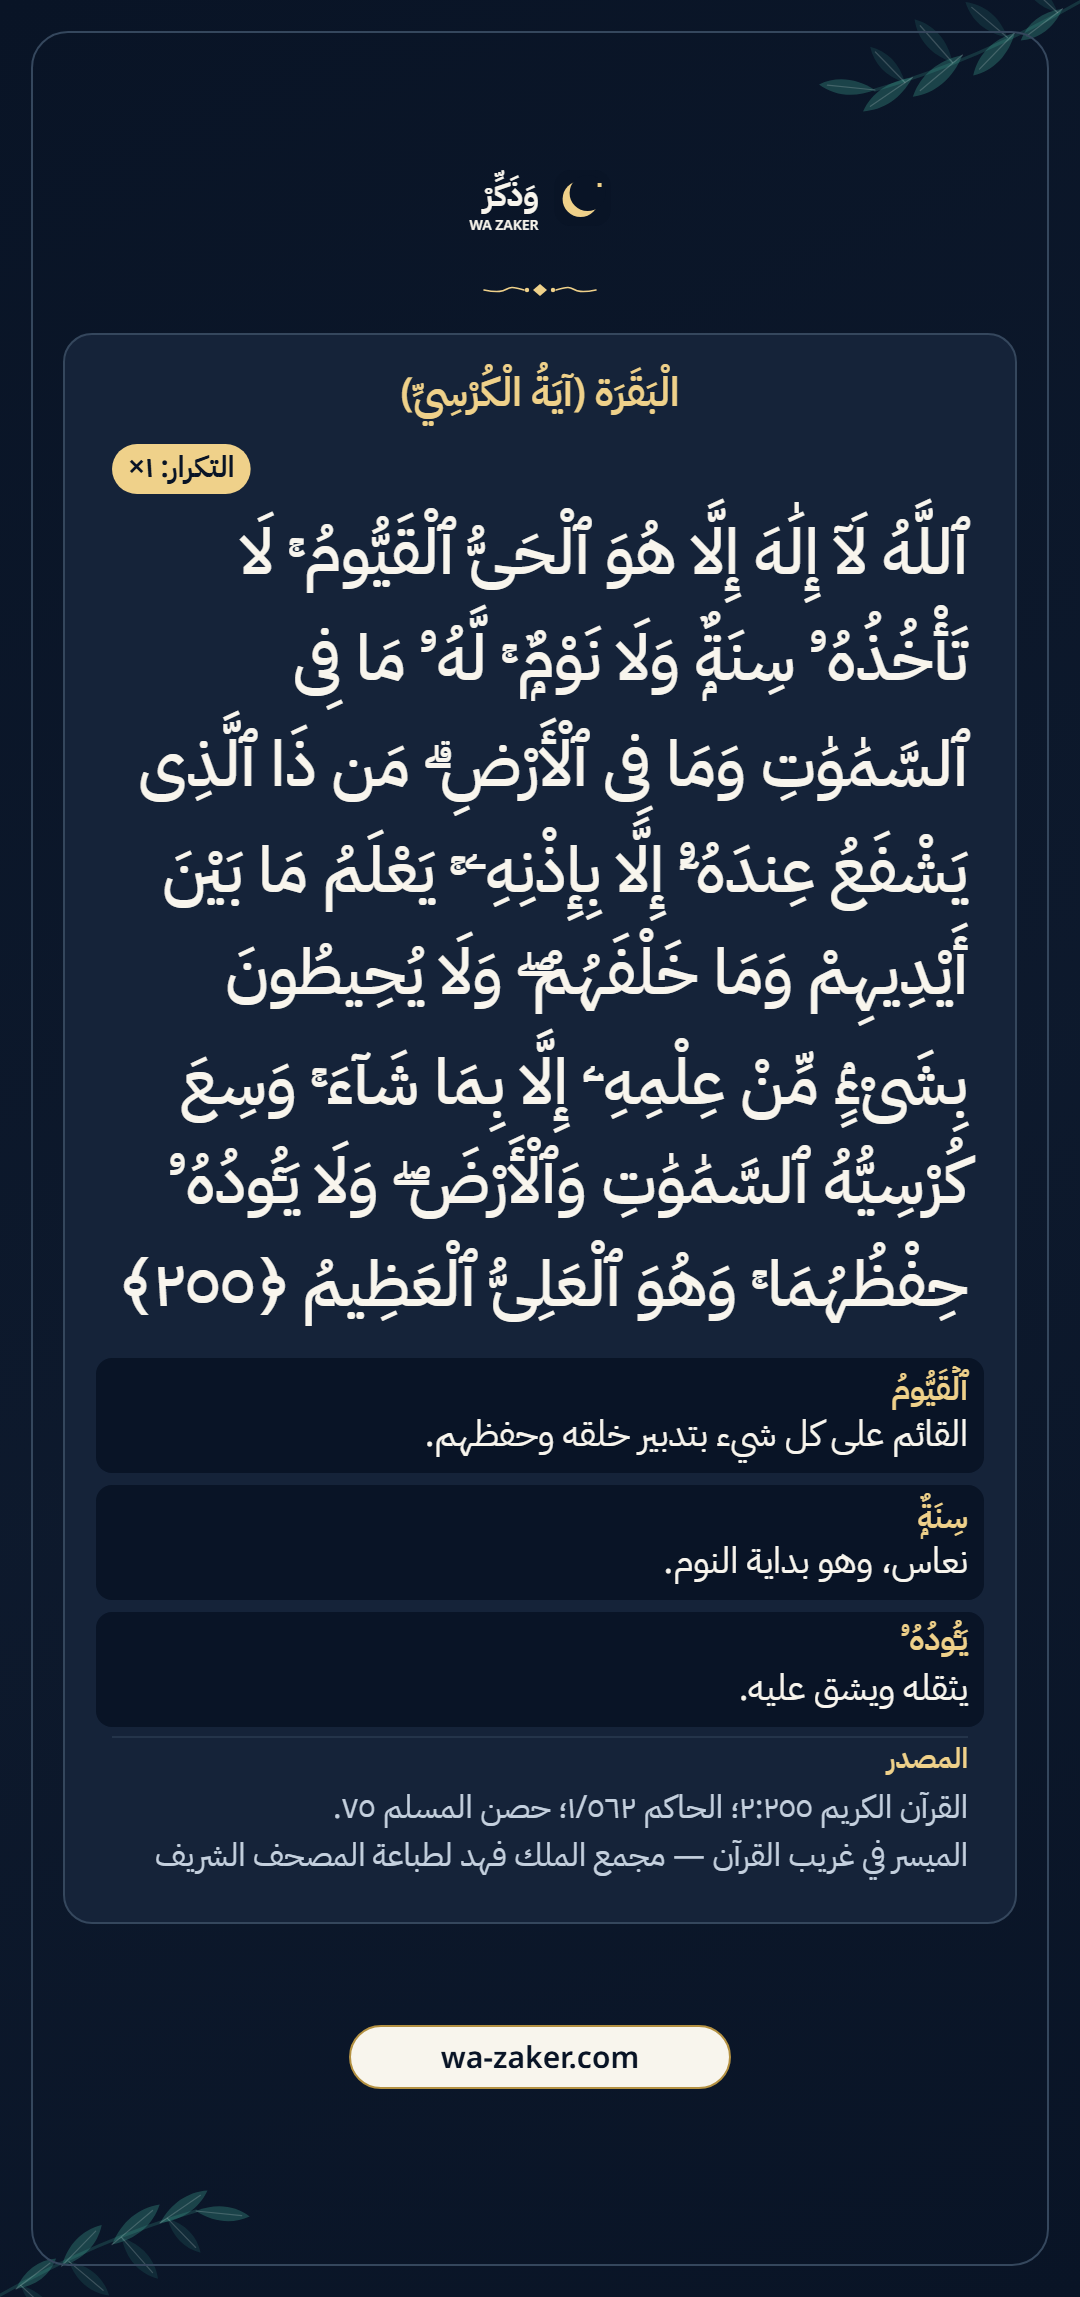 وَذَكِّرْ
WA ZAKER
الْبَقَرَة (آيَةُ الْكُرْسِيِّ)
التكرار: ١×
ٱللَّهُ لَآ إِلَٰهَ إِلَّا هُوَ ٱلْحَىُّ ٱلْقَيُّومُ ۚ لَا
تَأْخُذُهُۥ سِنَةٌۭ وَلَا نَوْمٌۭ ۚ لَّهُۥ مَا فِى
ٱلسَّمَٰوَٰتِ وَمَا فِى ٱلْأَرْضِ ۗ مَن ذَا ٱلَّذِى
يَشْفَعُ عِندَهُۥٓ إِلَّا بِإِذْنِهِۦ ۚ يَعْلَمُ مَا بَيْنَ
أَيْدِيهِمْ وَمَا خَلْفَهُمْ ۖ وَلَا يُحِيطُونَ
بِشَىْءٍۢ مِّنْ عِلْمِهِۦٓ إِلَّا بِمَا شَآءَ ۚ وَسِعَ
كُرْسِيُّهُ ٱلسَّمَٰوَٰتِ وَٱلْأَرْضَ ۖ وَلَا يَـُٔودُهُۥ
حِفْظُهُمَا ۚ وَهُوَ ٱلْعَلِىُّ ٱلْعَظِيمُ ﴿٢٥٥﴾
ٱلْقَيُّومُ
القائم على كل شيء بتدبير خلقه وحفظهم.
سِنَةٌۭ
نعاس، وهو بداية النوم.
يَـُٔودُهُۥ
يثقله ويشق عليه.
المصدر
القرآن الكريم ٢:٢٥٥؛ الحاكم ١/٥٦٢؛ حصن المسلم ٧٥.
الميسر في غريب القرآن — مجمع الملك فهد لطباعة المصحف الشريف
wa-zaker.com